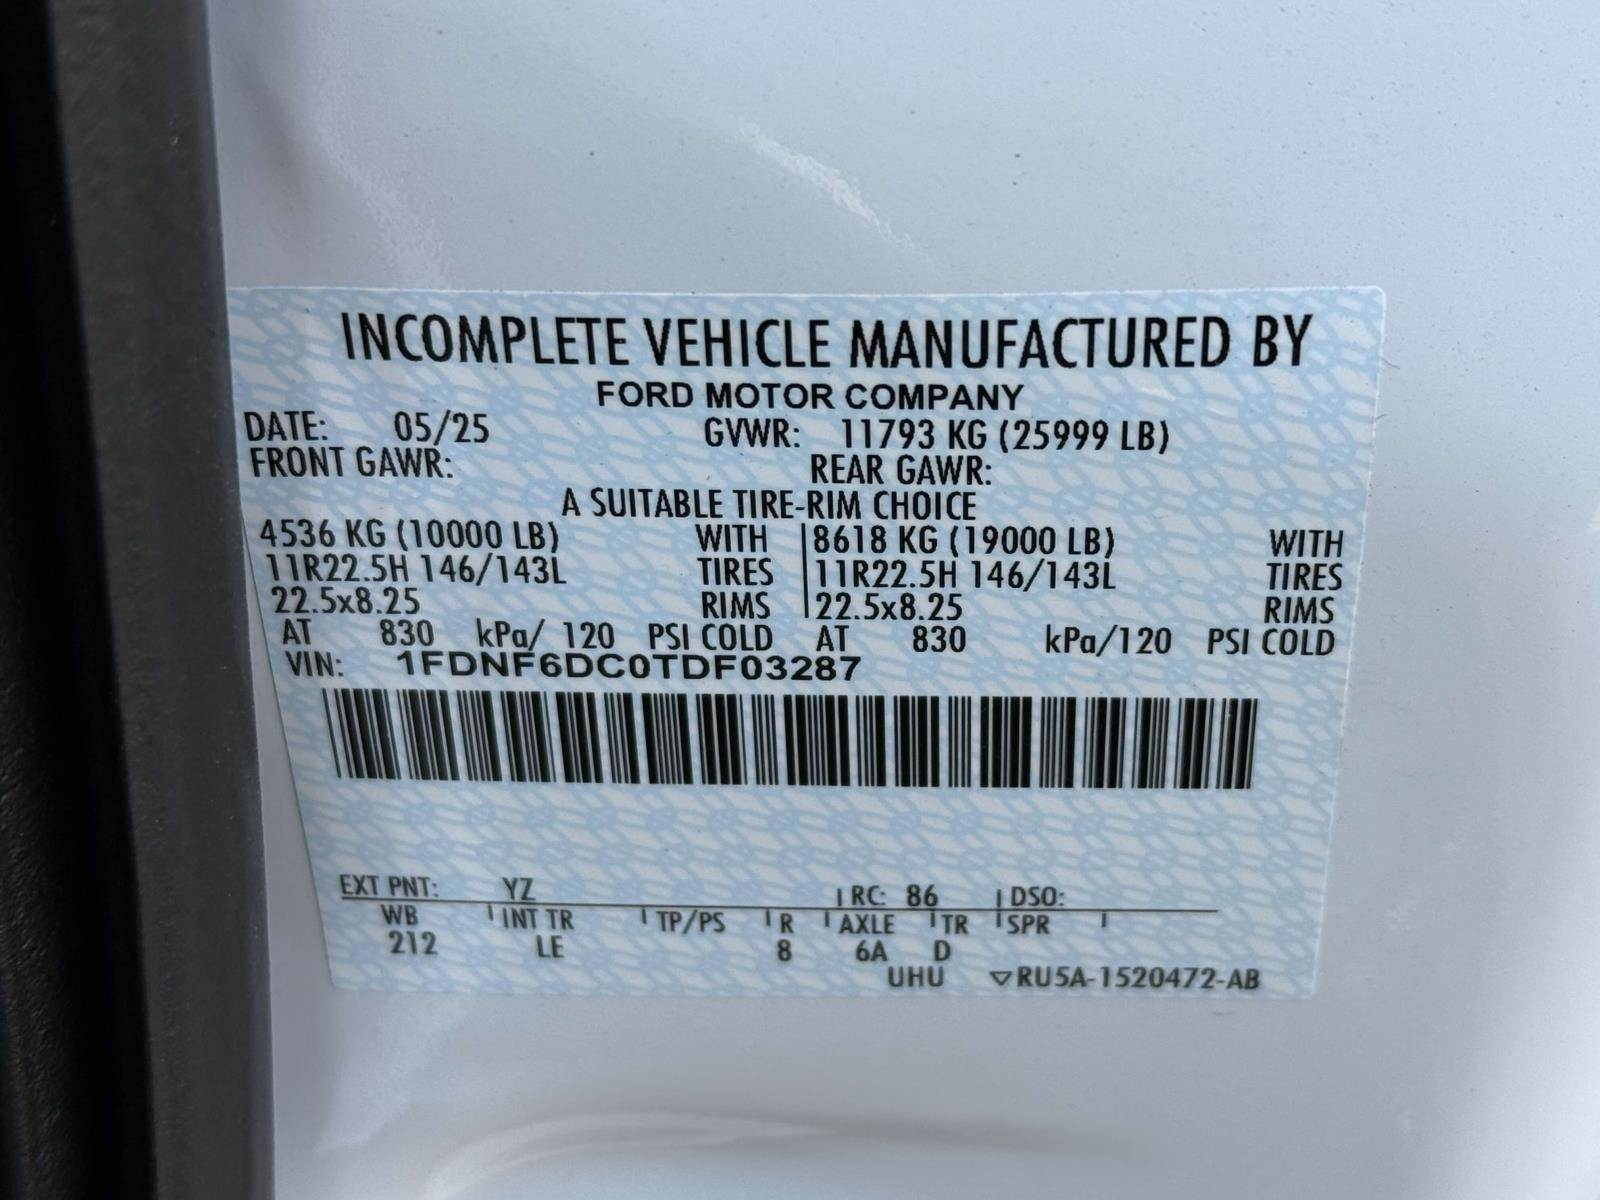 INCOMPLETE VEHICLE MANUFACTURED BY
FORD MOTOR COMPANY
DATE: 05/25 GVWR: 11793 KG (25999 LB)
FRONT GAWR: REAR GAWR:
A SUITABLE TIRE-RIM CHOICE
4536 KG (10000 LB) WITH 8618 KG (19000 LB) WITH
11R22.5H 146/143L TIRES 11R22.5H 146/143L TIRES
22.5x8.25 RIMS 22.5x8.25 RIMS
AT 830 kPa/ 120 PSI COLD AT 830 kPa/120 PSI COLD
VIN: 1FDNF6DC0TDF03287
EXT PNT: YZ RC: 86 DSO:
WB INT TR TP/PS R AXLE TR SPR
212 LE 8 6A D
UHU ▽RU5A-1520472-AB